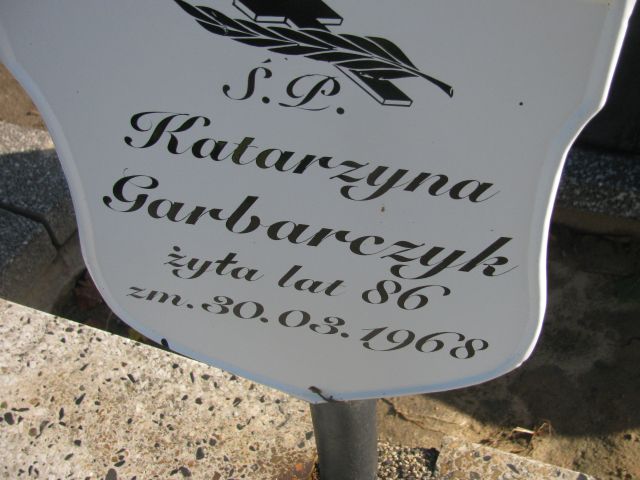 Ś.P.
Katarzyna
Garbarczyk
żyła lat 86
zm. 30.03.1968